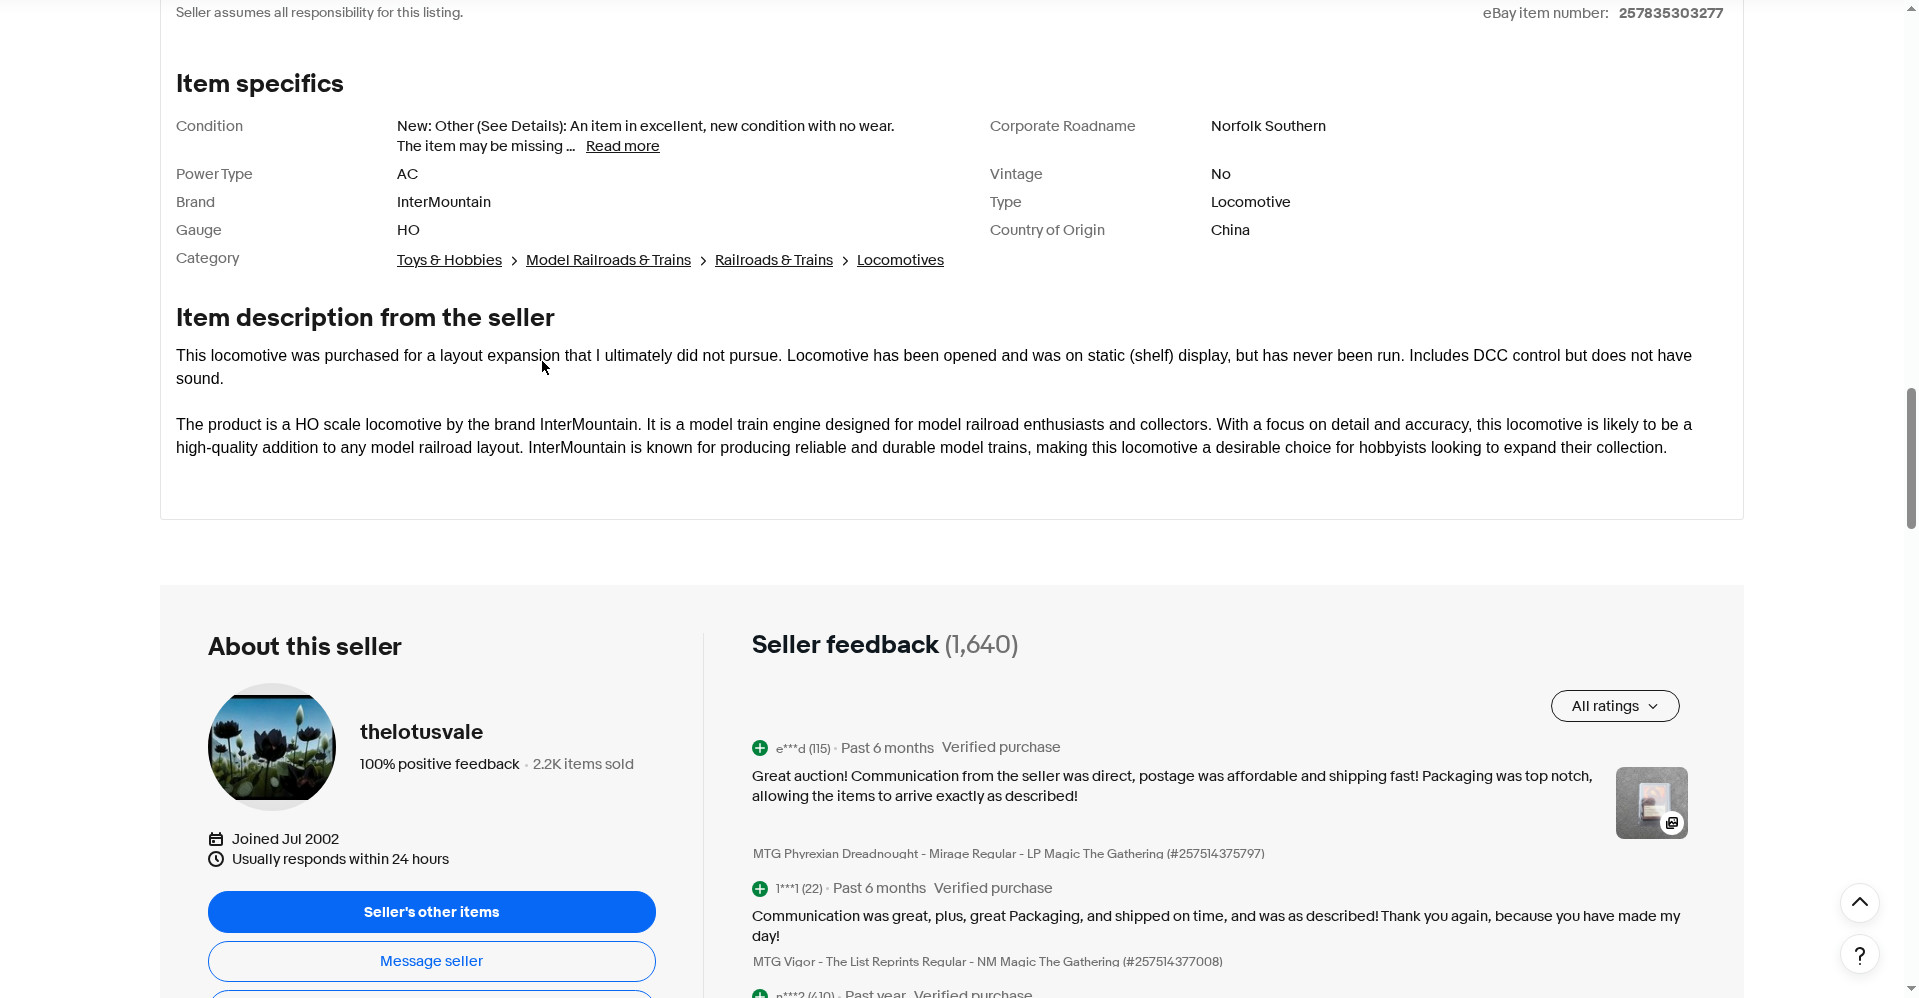 Seller assumes all responsibility for this listing.
eBay item number: 257835303277
Item specifics
Condition
New: Other (See Details): An item in excellent, new condition with no wear.
The item may be missing ... Read more
Corporate Roadname
Norfolk Southern
Power Type
AC
Vintage
No
Brand
InterMountain
Type
Locomotive
Gauge
HO
Country of Origin
China
Category
Toys & Hobbies > Model Railroads & Trains > Railroads & Trains > Locomotives
Item description from the seller
This locomotive was purchased for a layout expansion that I ultimately did not pursue. Locomotive has been opened and was on static (shelf) display, but has never been run. Includes DCC control but does not have
sound.
The product is a HO scale locomotive by the brand InterMountain. It is a model train engine designed for model railroad enthusiasts and collectors. With a focus on detail and accuracy, this locomotive is likely to be a
high-quality addition to any model railroad layout. InterMountain is known for producing reliable and durable model trains, making this locomotive a desirable choice for hobbyists looking to expand their collection.
About this seller
thelotusvale
100% positive feedback • 2.2K items sold
Joined Jul 2002
Usually responds within 24 hours
Seller's other items
Message seller
Seller feedback (1,640)
All ratings
e***d (115) • Past 6 months Verified purchase
Great auction! Communication from the seller was direct, postage was affordable and shipping fast! Packaging was top notch,
allowing the items to arrive exactly as described!
MTG Phyrexian Dreadnought - Mirage Regular - LP Magic The Gathering (#257514375797)
1***1 (22) • Past 6 months Verified purchase
Communication was great, plus, great Packaging, and shipped on time, and was as described! Thank you again, because you have made my
day!
MTG Vigor - The List Reprints Regular - NM Magic The Gathering (#257514377008)
n***2 (410) • Past year Verified purchase
?